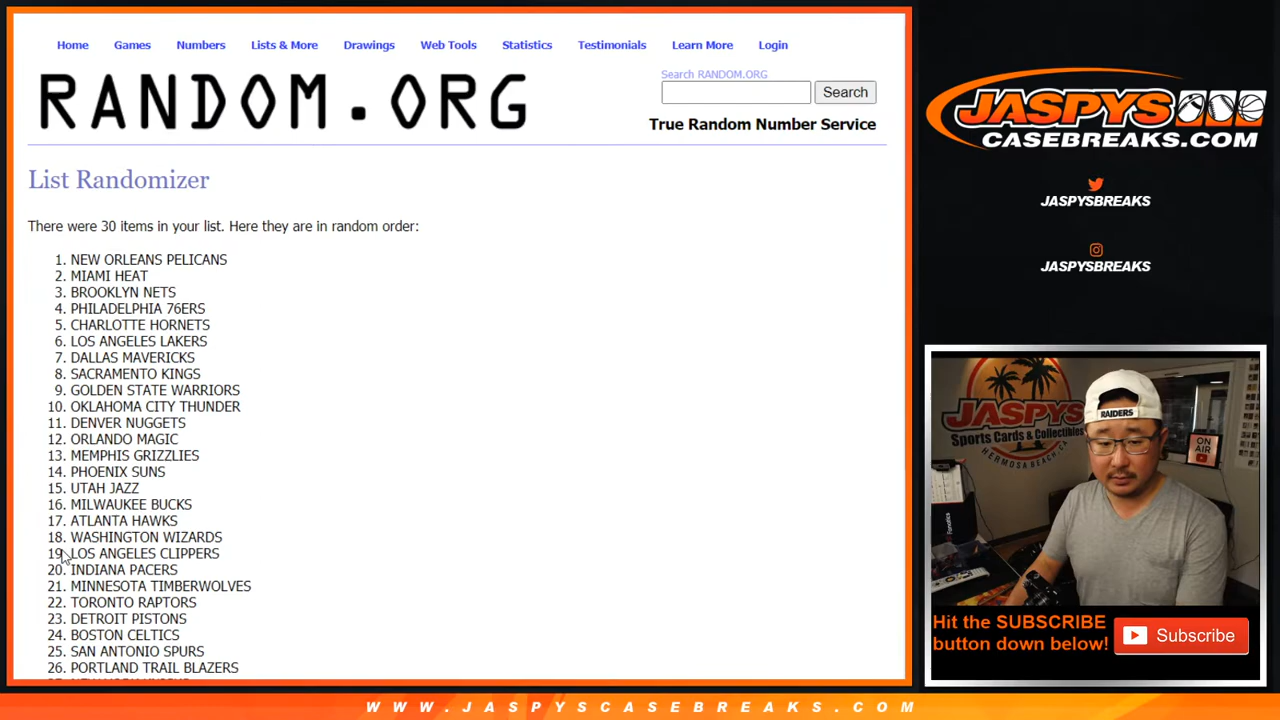 Home Games Numbers Lists & More Drawings Web Tools Statistics Testimonials Learn More Login
RANDOM.ORG
Search RANDOM.ORG
Search
True Random Number Service
List Randomizer
There were 30 items in your list. Here they are in random order:
1. NEW ORLEANS PELICANS
2. MIAMI HEAT
3. BROOKLYN NETS
4. PHILADELPHIA 76ERS
5. CHARLOTTE HORNETS
6. LOS ANGELES LAKERS
7. DALLAS MAVERICKS
8. SACRAMENTO KINGS
9. GOLDEN STATE WARRIORS
10. OKLAHOMA CITY THUNDER
11. DENVER NUGGETS
12. ORLANDO MAGIC
13. MEMPHIS GRIZZLIES
14. PHOENIX SUNS
15. UTAH JAZZ
16. MILWAUKEE BUCKS
17. ATLANTA HAWKS
18. WASHINGTON WIZARDS
19. LOS ANGELES CLIPPERS
20. INDIANA PACERS
21. MINNESOTA TIMBERWOLVES
22. TORONTO RAPTORS
23. DETROIT PISTONS
24. BOSTON CELTICS
25. SAN ANTONIO SPURS
26. PORTLAND TRAIL BLAZERS
JASPYS
CASEBREAKS.COM
JASPYSBREAKS
JASPYSBREAKS
JASPYS
Sports Cards & Collectibles
HERMOSA BEACH, CA
RAIDERS
ON AIR
Fanatics
Hit the SUBSCRIBE
button down below!
Subscribe
WWW.JASPYSCASEBREAKS.COM